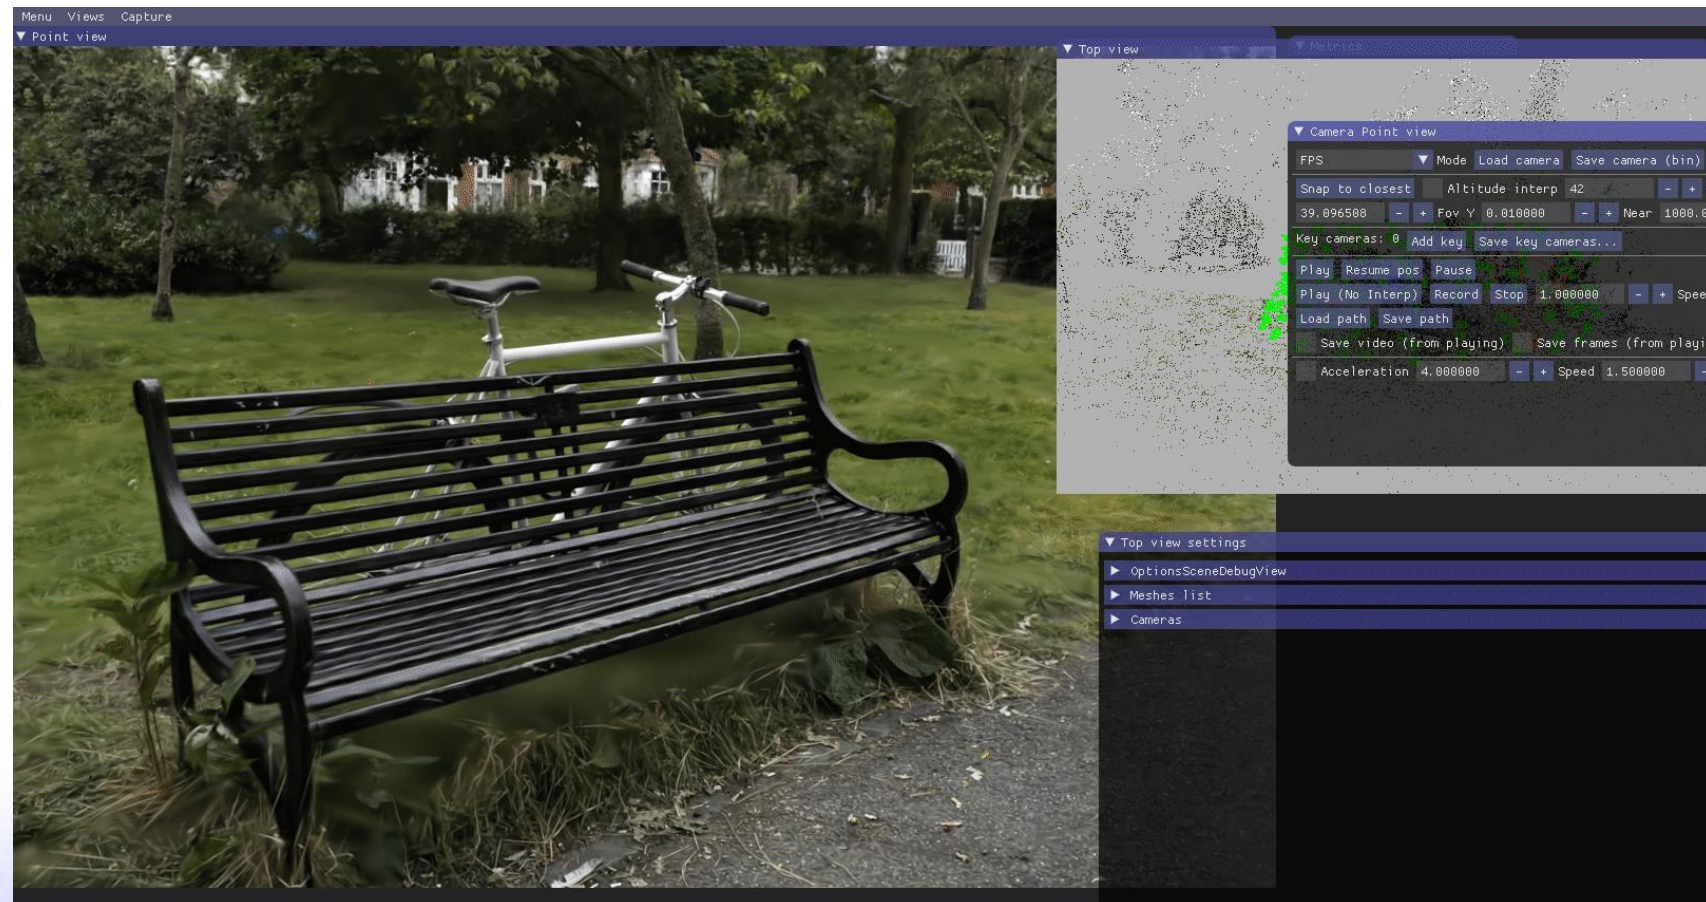 Menu Views Capture
Point view
Top view
Metrics
Camera Point view
FPS Mode Load camera Save camera (bin)
Snap to closest Altitude interp 42 - +
39.096508 - + Fov Y 0.010000 - + Near 1000.0
Key cameras: 0 Add key Save key cameras...
Play Resume pos Pause
Play (No Interp) Record Stop 1.000000 - + Spee
Load path Save path
Save video (from playing) Save frames (from playi
Acceleration 4.000000 - + Speed 1.500000 -
Top view settings
OptionsSceneDebugView
Meshes list
Cameras